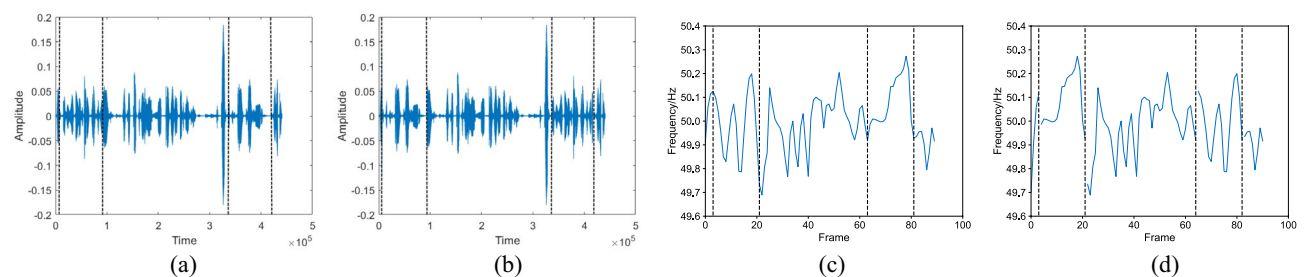 0.2
0.15
0.1
0.05
0
-0.05
-0.1
-0.15
-0.2
Amplitude
0 1 2 3 4 5
Time
×10⁵
(a)
0.2
0.15
0.1
0.05
0
-0.05
-0.1
-0.15
-0.2
Amplitude
0 1 2 3 4 5
Time
×10⁵
(b)
50.4
50.3
50.2
50.1
50.0
49.9
49.8
49.7
49.6
Frequency/Hz
0 20 40 60 80 100
Frame
(c)
50.4
50.3
50.2
50.1
50.0
49.9
49.8
49.7
49.6
Frequency/Hz
0 20 40 60 80 100
Frame
(d)